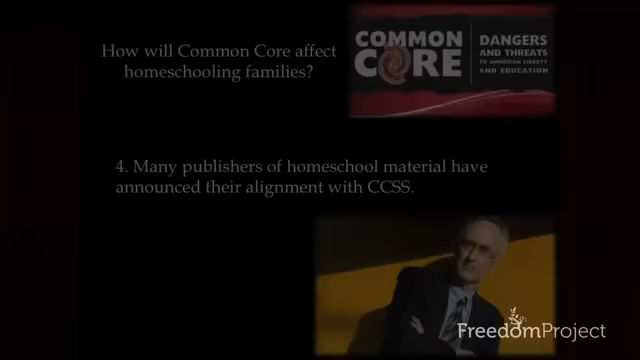 How will Common Core affect
homeschooling families?
COMMON
CORE
DANGERS
AND THREATS
TO AMERICAN LIBERTY
AND EDUCATION
4. Many publishers of homeschool material have
announced their alignment with CCSS.
FreedomProject